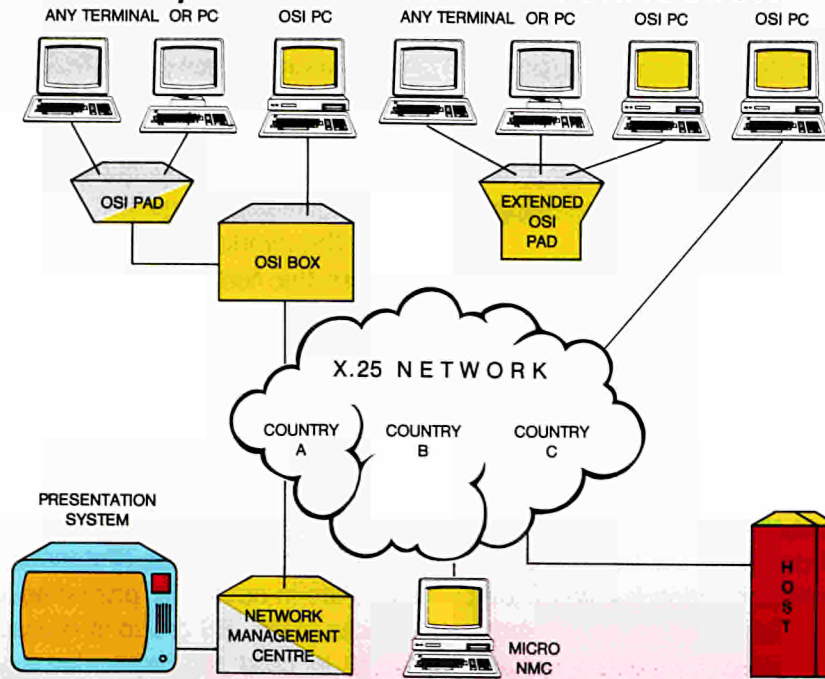 ANY TERMINAL OR PC
OSI PC
ANY TERMINAL OR PC
OSI PC
OSI PC
OSI PAD
EXTENDED
OSI
PAD
OSI BOX
X.25 NETWORK
COUNTRY
A
COUNTRY
B
COUNTRY
C
PRESENTATION
SYSTEM
NETWORK
MANAGEMENT
CENTRE
MICRO
NMC
HOST